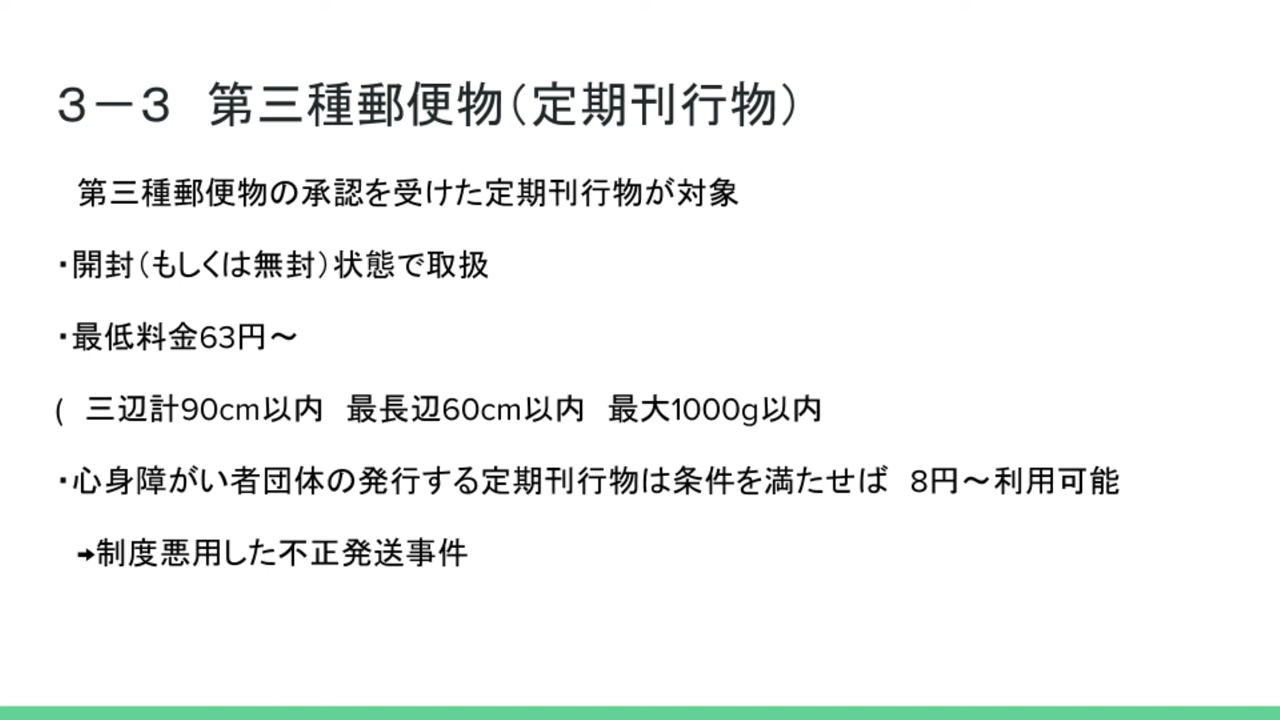 ３－３　第三種郵便物（定期刊行物）
第三種郵便物の承認を受けた定期刊行物が対象
・開封（もしくは無封）状態で取扱
・最低料金63円～
(　三辺計90cm以内　最長辺60cm以内　最大1000g以内
・心身障がい者団体の発行する定期刊行物は条件を満たせば　8円～利用可能
➜制度悪用した不正発送事件